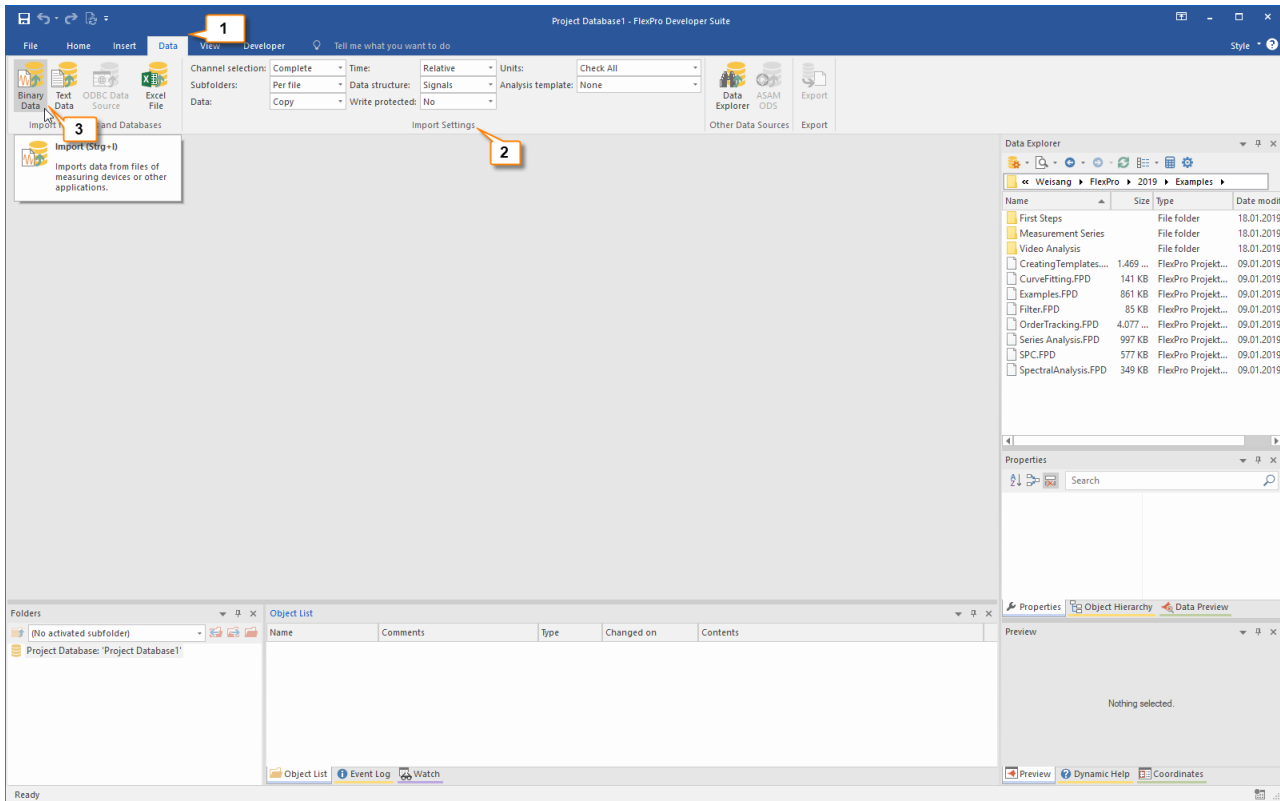 Project Database1 - FlexPro Developer Suite
1
File Home Insert Data View Developer Tell me what you want to do Style
Binary Data
Text Data
ODBC Data Source
Excel File
Channel selection: Complete Time: Relative Units: Check All
Subfolders: Per file Data structure: Signals Analysis template: None
Data: Copy Write protected: No
Data Explorer
ASAM ODS
Export
and Databases Import Settings Other Data Sources Export
3
2
Import (Strg+I)
Imports data from files of
measuring devices or other
applications.
Data Explorer
« Weisang FlexPro 2019 Examples
Name Size Type Date modif
First Steps File folder 18.01.2019
Measurement Series File folder 18.01.2019
Video Analysis File folder 18.01.2019
CreatingTemplates.... 1.469 ... FlexPro Projekt... 09.01.2019
CurveFitting.FPD 141 KB FlexPro Projekt... 09.01.2019
Examples.FPD 861 KB FlexPro Projekt... 09.01.2019
Filter.FPD 85 KB FlexPro Projekt... 09.01.2019
OrderTracking.FPD 4.077 ... FlexPro Projekt... 09.01.2019
Series Analysis.FPD 997 KB FlexPro Projekt... 09.01.2019
SPC.FPD 577 KB FlexPro Projekt... 09.01.2019
SpectralAnalysis.FPD 349 KB FlexPro Projekt... 09.01.2019
Properties
Search
Properties Object Hierarchy Data Preview
Folders
(No activated subfolder)
Project Database: 'Project Database1'
Object List
Name Comments Type Changed on Contents
Object List Event Log Watch
Preview
Nothing selected.
Preview Dynamic Help Coordinates
Ready